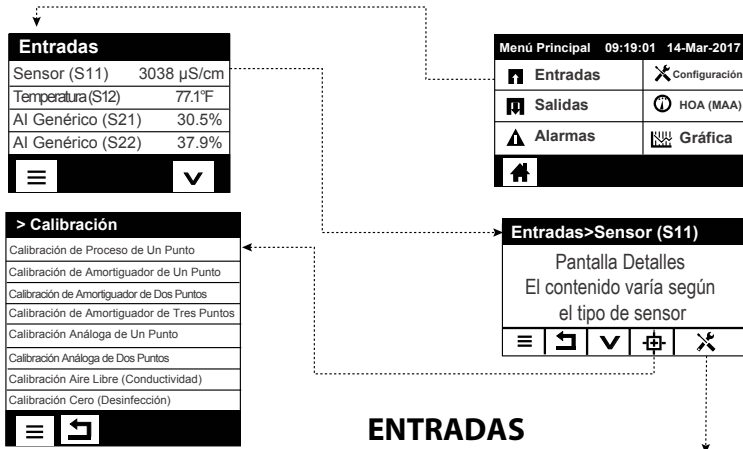 Entradas
Sensor (S11) 3038 µS/cm
Temperatura (S12) 77.1°F
AI Genérico (S21) 30.5%
AI Genérico (S22) 37.9%
Menú Principal 09:19:01 14-Mar-2017
Entradas Configuración
Salidas HOA (MAA)
Alarmas Gráfica
> Calibración
Calibración de Proceso de Un Punto
Calibración de Amortiguador de Un Punto
Calibración de Amortiguador de Dos Puntos
Calibración de Amortiguador de Tres Puntos
Calibración Análoga de Un Punto
Calibración Análoga de Dos Puntos
Calibración Aire Libre (Conductividad)
Calibración Cero (Desinfección)
Entradas>Sensor (S11)
Pantalla Detalles
El contenido varía según
el tipo de sensor
ENTRADAS